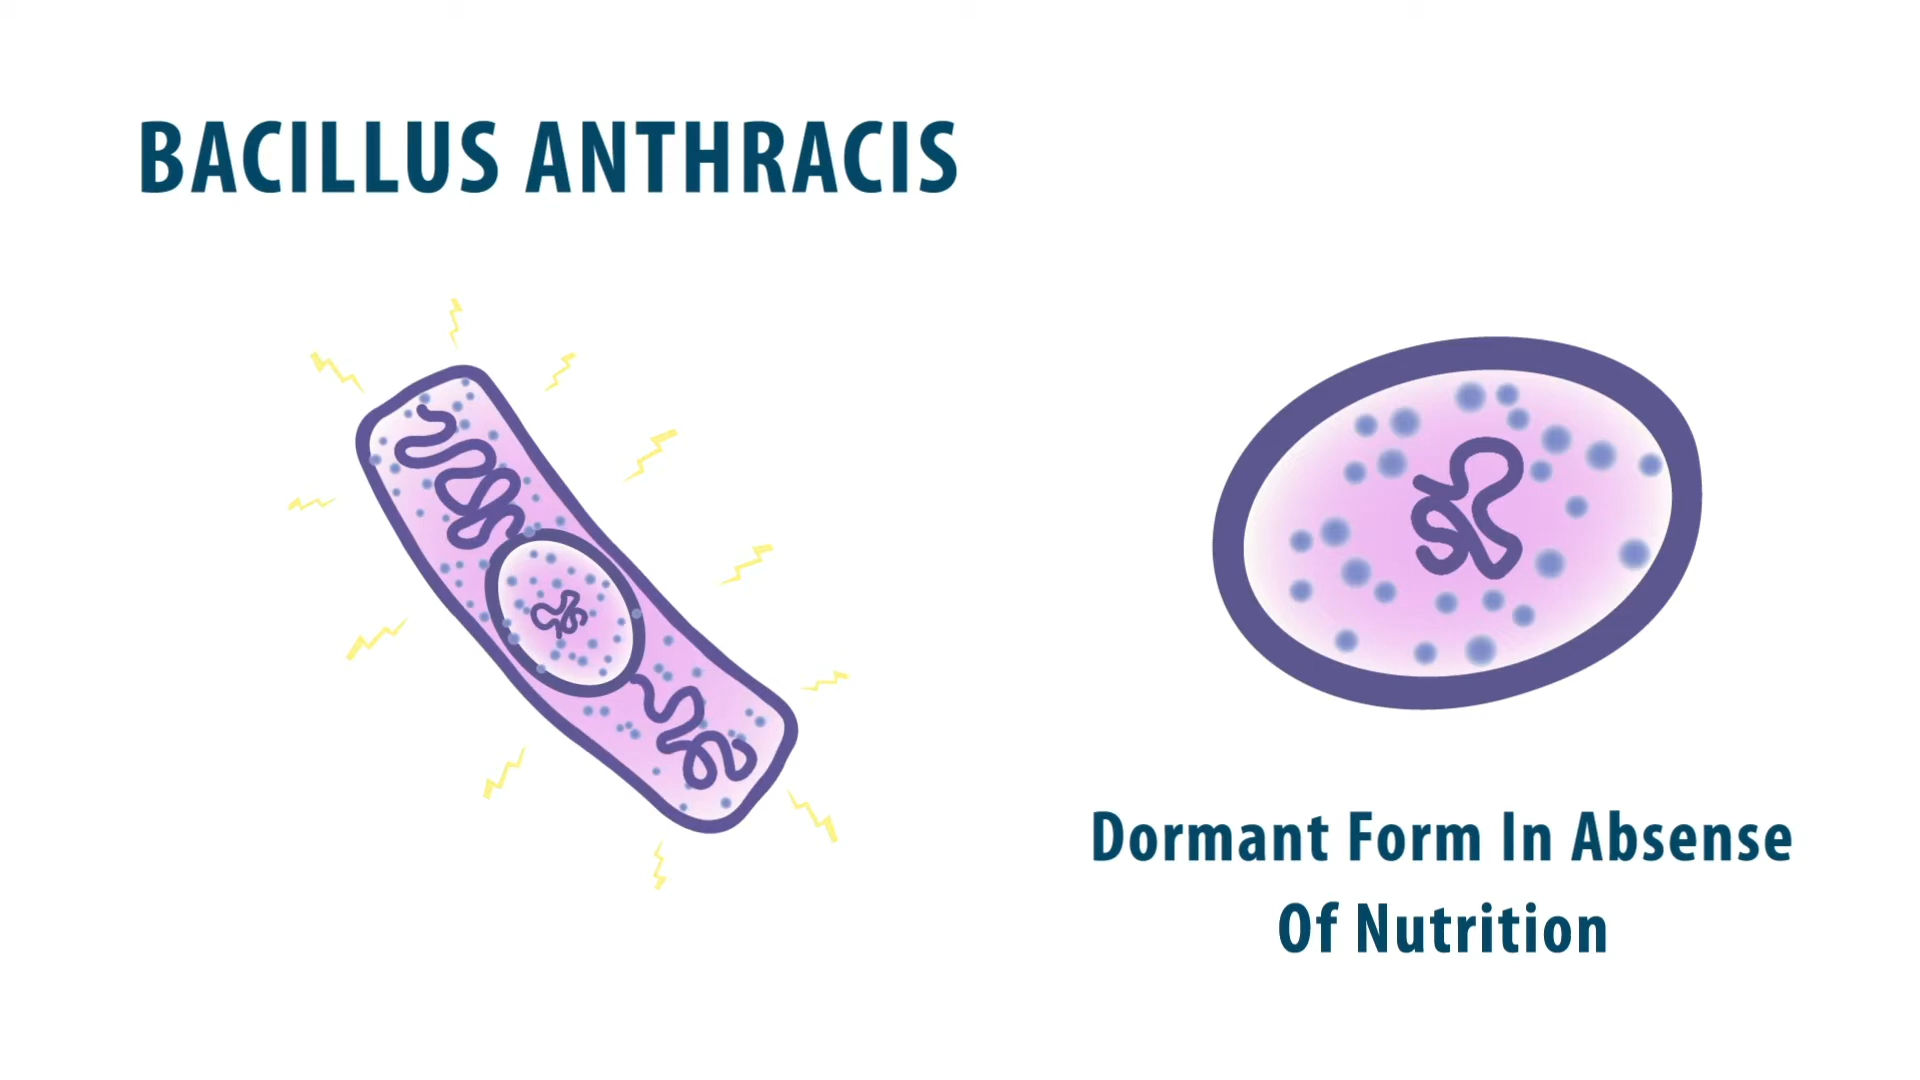 BACILLUS ANTHRACIS
Dormant Form In Absense
Of Nutrition